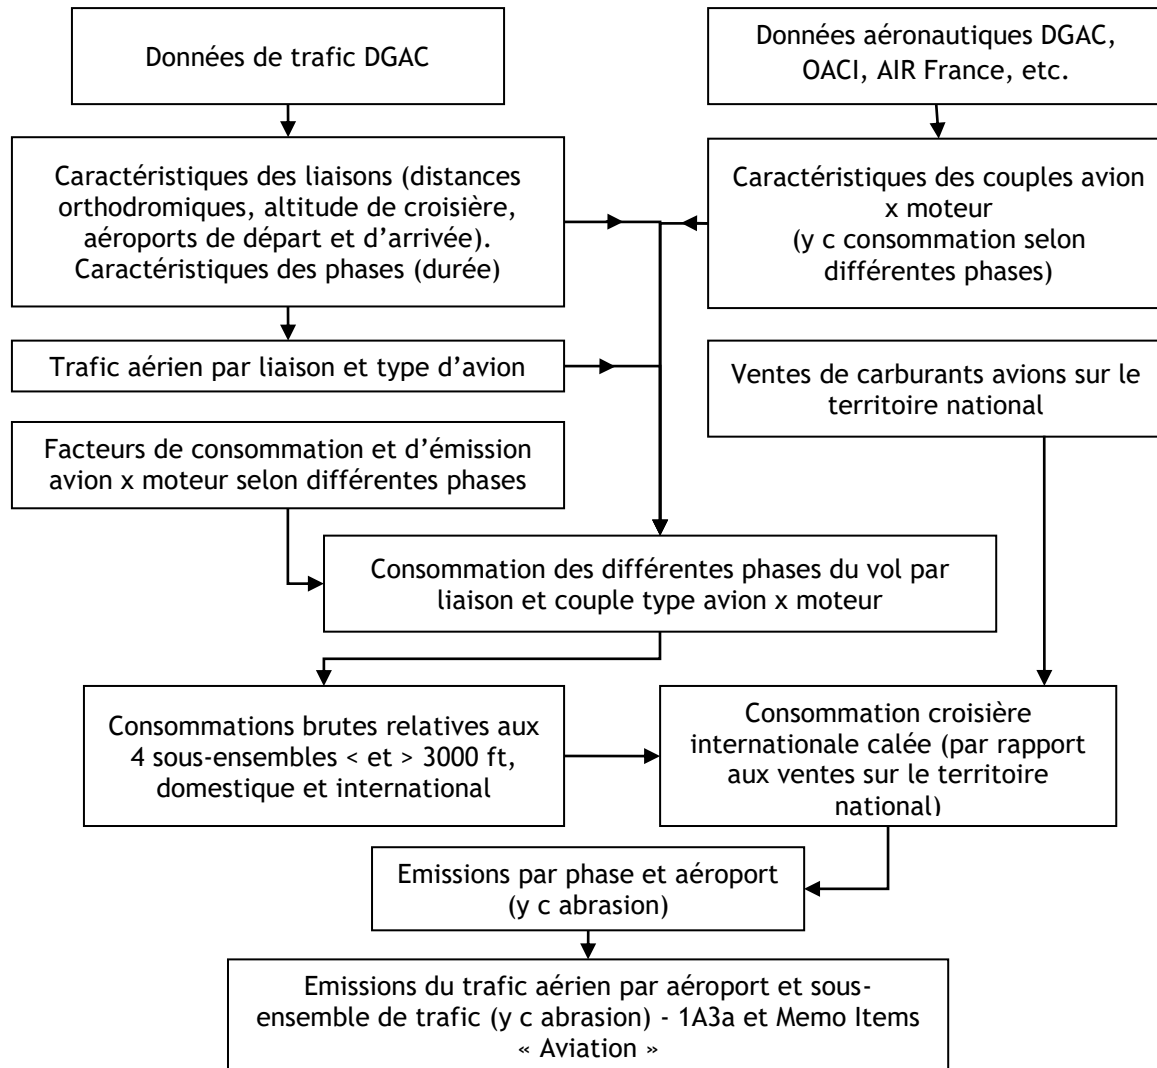 Données de trafic DGAC
Données aéronautiques DGAC,
OACI, AIR France, etc.
Caractéristiques des liaisons (distances
orthodromiques, altitude de croisière,
aéroports de départ et d’arrivée).
Caractéristiques des phases (durée)
Caractéristiques des couples avion
x moteur
(y c consommation selon
différentes phases)
Trafic aérien par liaison et type d’avion
Ventes de carburants avions sur le
territoire national
Facteurs de consommation et d’émission
avion x moteur selon différentes phases
Consommation des différentes phases du vol par
liaison et couple type avion x moteur
Consommations brutes relatives aux
4 sous-ensembles < et > 3000 ft,
domestique et international
Consommation croisière
internationale calée (par rapport
aux ventes sur le territoire
national)
Emissions par phase et aéroport
(y c abrasion)
Emissions du trafic aérien par aéroport et sous-
ensemble de trafic (y c abrasion) - 1A3a et Memo Items
« Aviation »